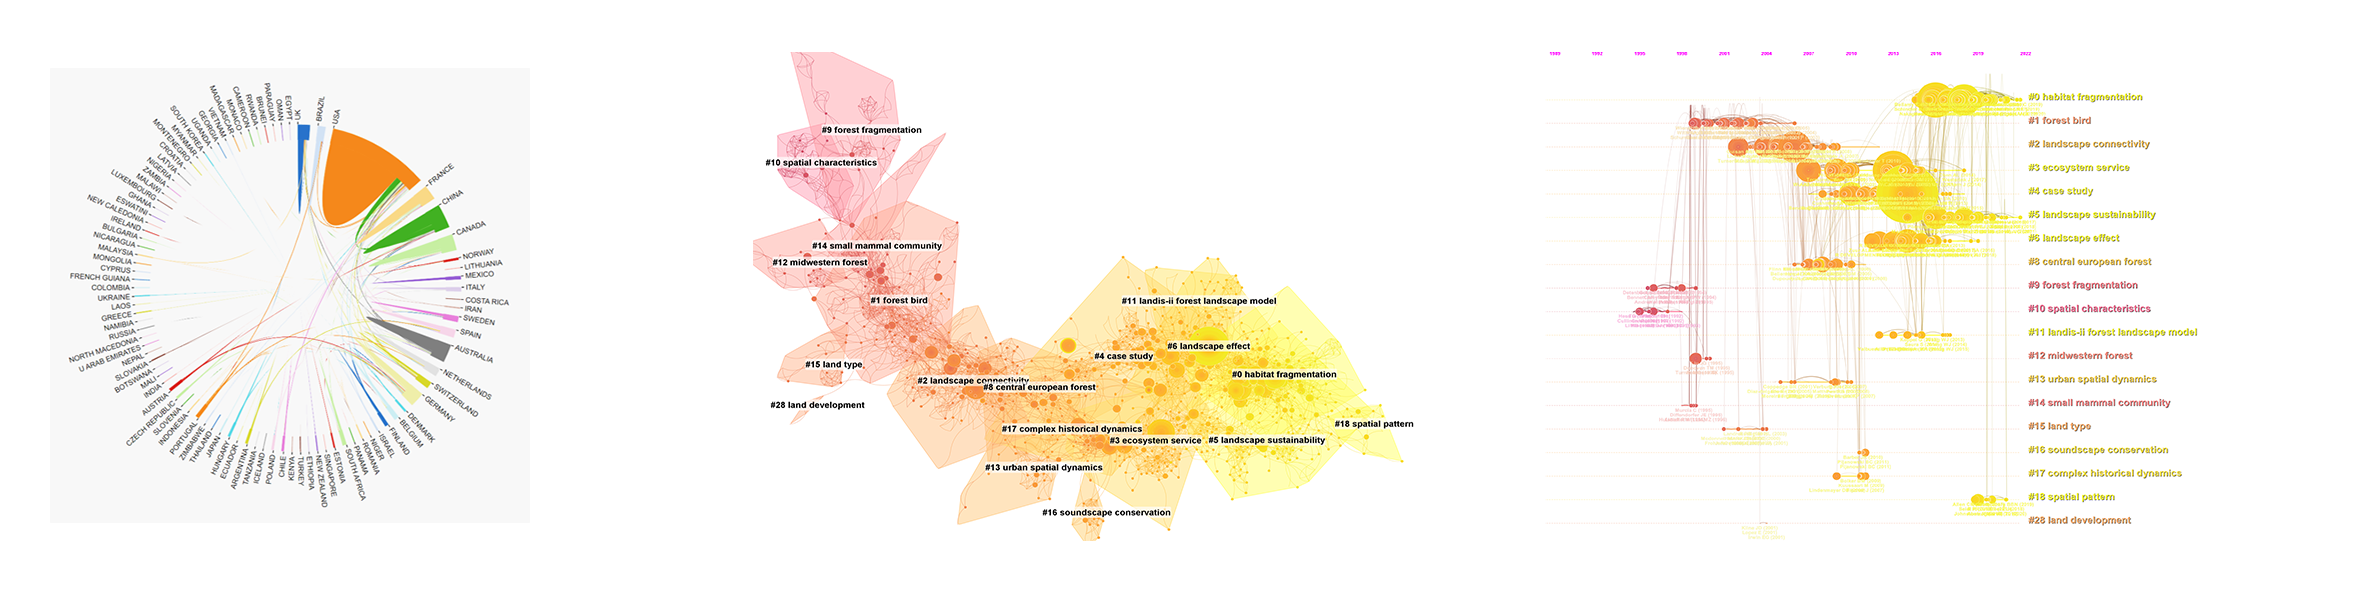 UK
BRAZIL
USA
FRANCE
CHINA
CANADA
NORWAY
LITHUANIA
MEXICO
ITALY
COSTA RICA
IRAN
SWEDEN
SPAIN
AUSTRALIA
NETHERLANDS
SWITZERLAND
GERMANY
DENMARK
BELGIUM
FINLAND
ISRAEL
NIGER
ROMANIA
PANAMA
SOUTH AFRICA
ESTONIA
SINGAPORE
NEW ZEALAND
ETHIOPIA
TURKEY
KENYA
CHILE
POLAND
ICELAND
TANZANIA
ARGENTINA
ECUADOR
HUNGARY
JAPAN
THAILAND
ZIMBABWE
PORTUGAL
INDONESIA
SLOVENIA
CZECH REPUBLIC
AUSTRIA
INDIA
MALI
BOTSWANA
SLOVAKIA
NEPAL
U ARAB EMIRATES
NORTH MACEDONIA
RUSSIA
NAMIBIA
GREECE
LAOS
UKRAINE
COLOMBIA
FRENCH GUIANA
CYPRUS
MONGOLIA
MALAYSIA
NICARAGUA
BULGARIA
IRELAND
NEW CALEDONIA
ESWATINI
GHANA
LUXEMBOURG
MALAWI
ZAMBIA
NIGERIA
LATVIA
CROATIA
MONTENEGRO
MYANMAR
SOUTH KOREA
UGANDA
GEORGIA
VIETNAM
MADAGASCAR
MONACO
CAMEROON
RWANDA
BRUNEI
PARAGUAY
OMAN
EGYPT
#9 forest fragmentation
#10 spatial characteristics
#14 small mammal community
#12 midwestern forest
#1 forest bird
#11 landis-ii forest landscape model
#6 landscape effect
#4 case study
#15 land type
#0 habitat fragmentation
#2 landscape connectivity
#8 central european forest
#28 land development
#18 spatial pattern
#17 complex historical dynamics
#3 ecosystem service
#5 landscape sustainability
#13 urban spatial dynamics
#16 soundscape conservation
1989 1992 1995 1998 2001 2004 2007 2010 2013 2016 2019 2022
#0 habitat fragmentation
#1 forest bird
#2 landscape connectivity
#3 ecosystem service
#4 case study
#5 landscape sustainability
#6 landscape effect
#8 central european forest
#9 forest fragmentation
#10 spatial characteristics
#11 landis-ii forest landscape model
#12 midwestern forest
#13 urban spatial dynamics
#14 small mammal community
#15 land type
#16 soundscape conservation
#17 complex historical dynamics
#18 spatial pattern
#28 land development